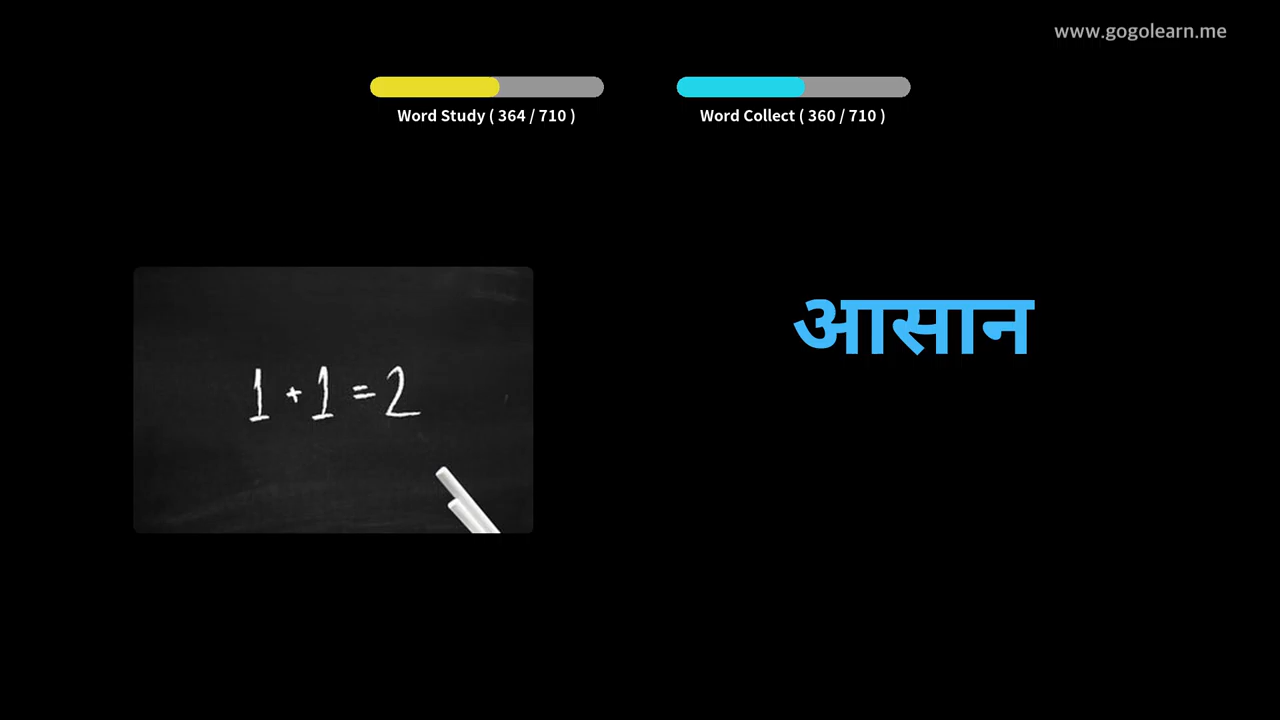 www.gogolearn.me
Word Study ( 364 / 710 )
Word Collect ( 360 / 710 )
1 + 1 = 2
आसान